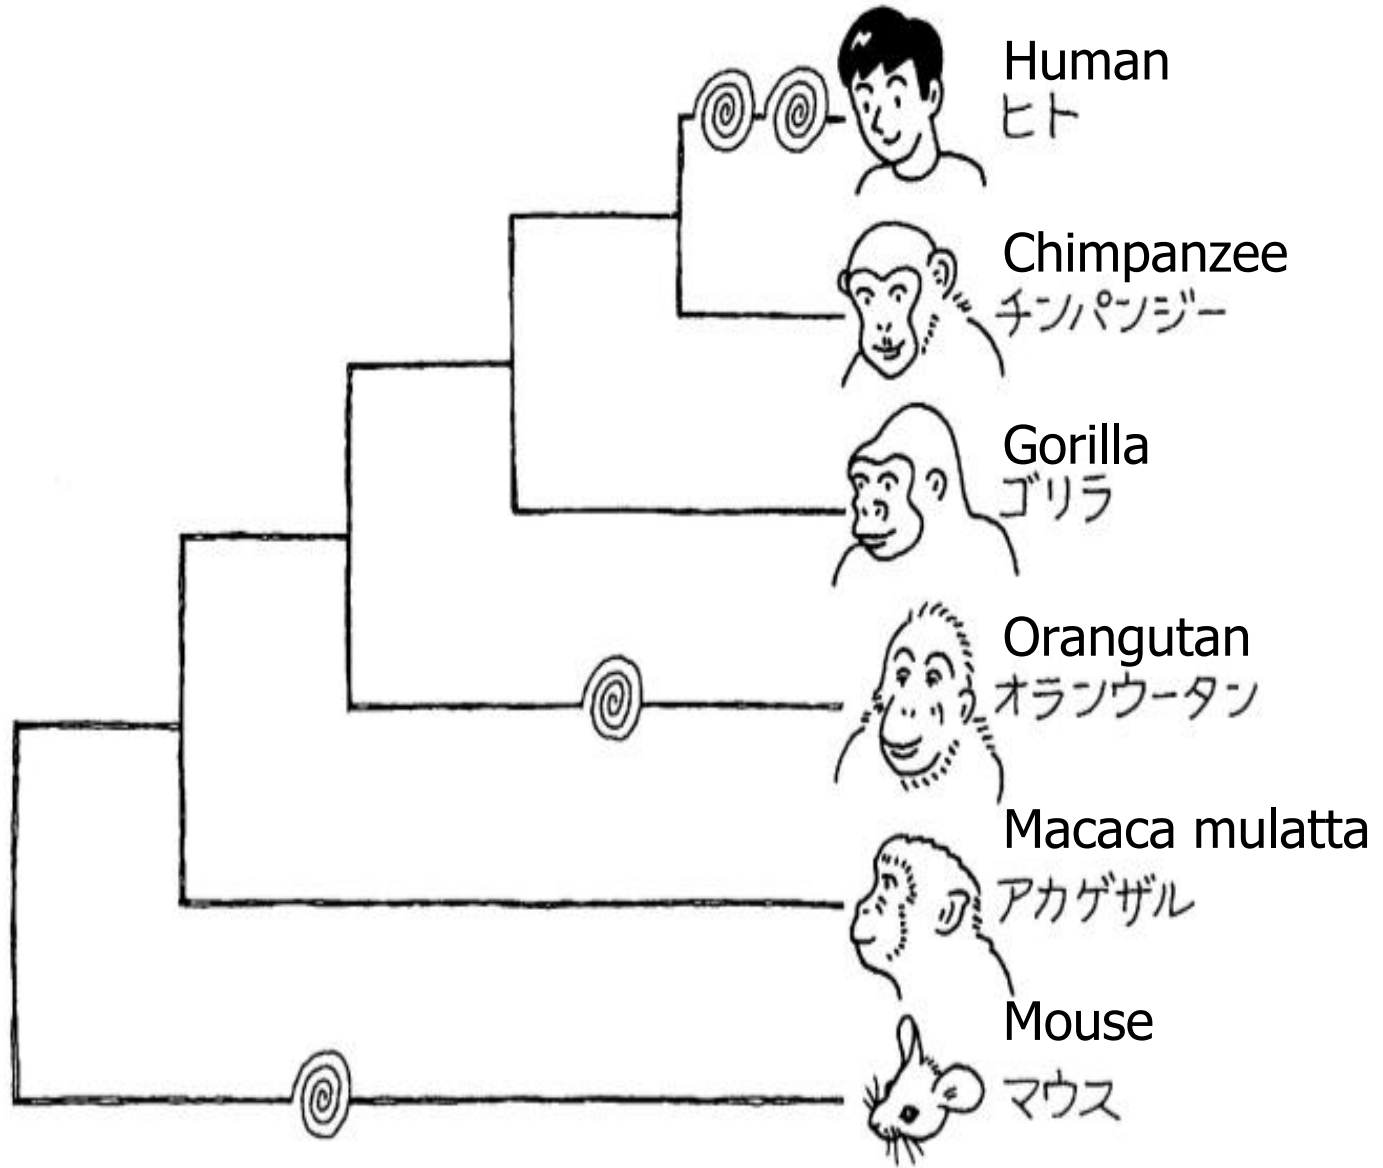 Human
ヒト
Chimpanzee
チンパンジー
Gorilla
ゴリラ
Orangutan
オランウータン
Macaca mulatta
アカゲザル
Mouse
マウス